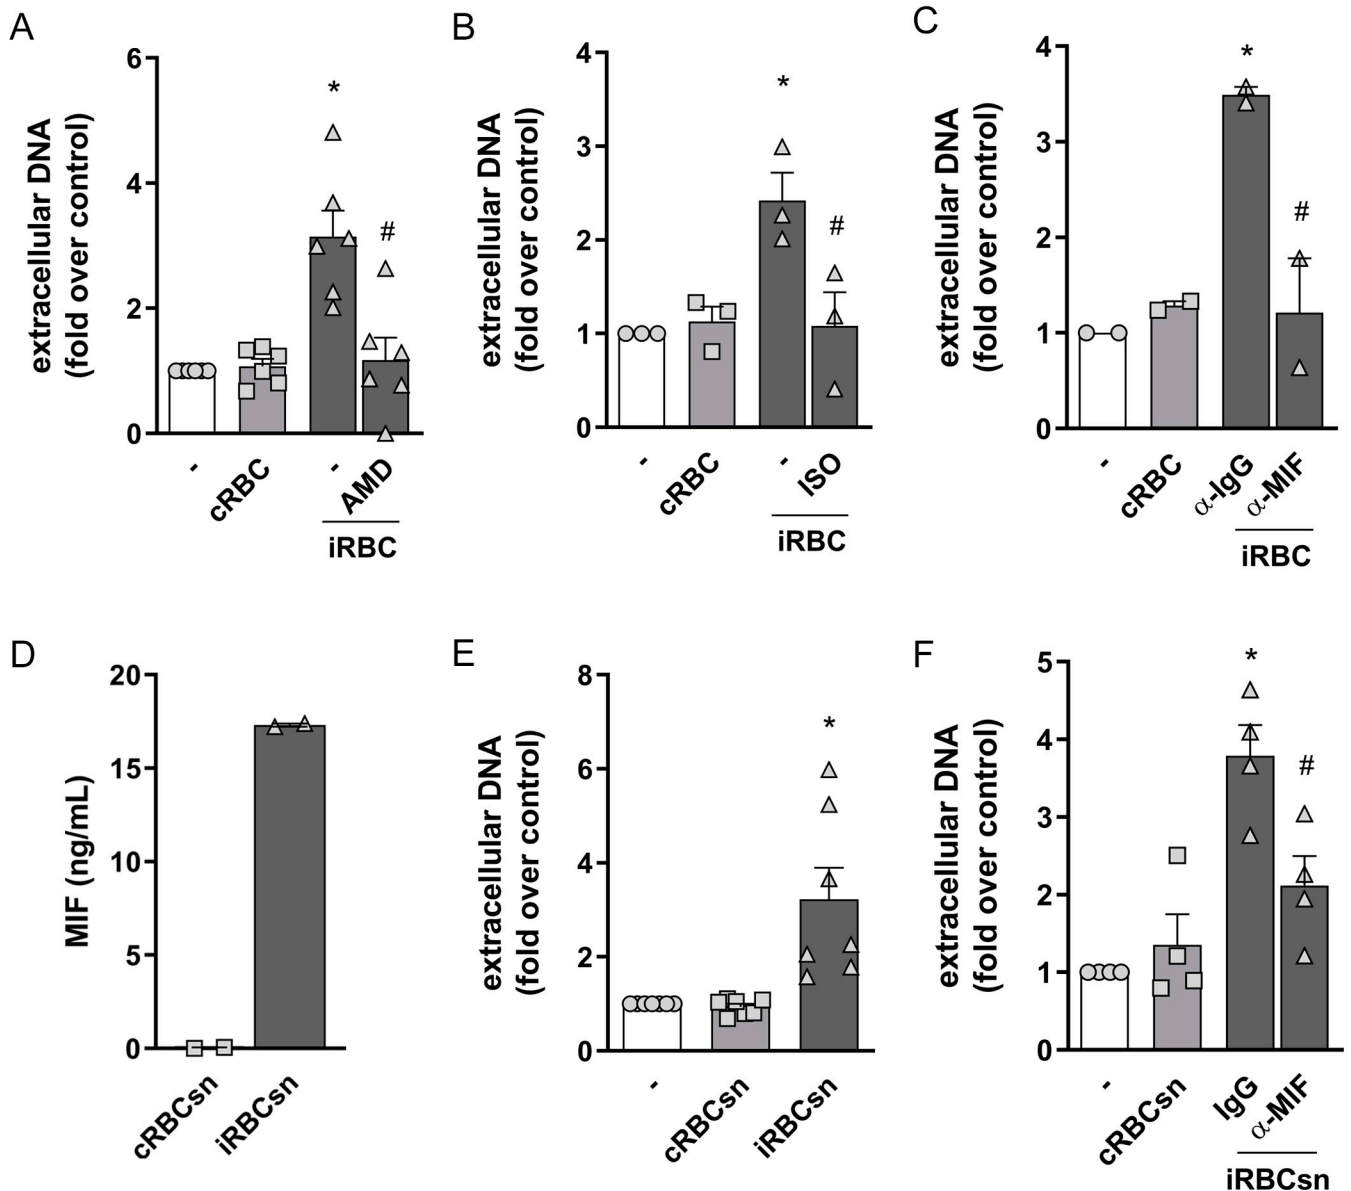 A
extracellular DNA
(fold over control)
6
4
2
0
*
#
-
cRBC
-
AMD
iRBC
B
extracellular DNA
(fold over control)
4
3
2
1
0
*
#
-
cRBC
-
ISO
iRBC
C
extracellular DNA
(fold over control)
4
3
2
1
0
*
#
-
cRBC
α-IgG
α-MIF
iRBC
D
MIF (ng/mL)
20
15
10
5
0
cRBCsn
iRBCsn
E
extracellular DNA
(fold over control)
8
6
4
2
0
*
-
cRBCsn
iRBCsn
F
extracellular DNA
(fold over control)
5
4
3
2
1
0
*
#
-
cRBCsn
IgG
α-MIF
iRBCsn